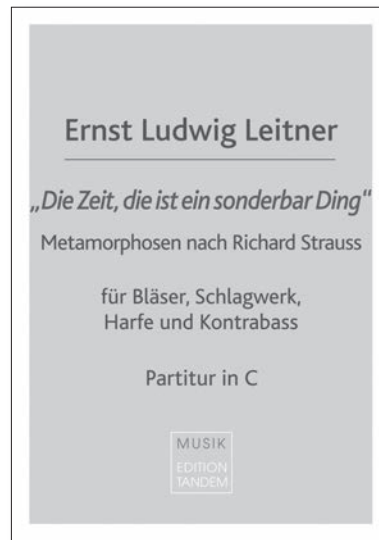 Ernst Ludwig Leitner
„Die Zeit, die ist ein sonderbar Ding“
Metamorphosen nach Richard Strauss
für Bläser, Schlagwerk,
Harfe und Kontrabass
Partitur in C
MUSIK
EDITION
TANDEM